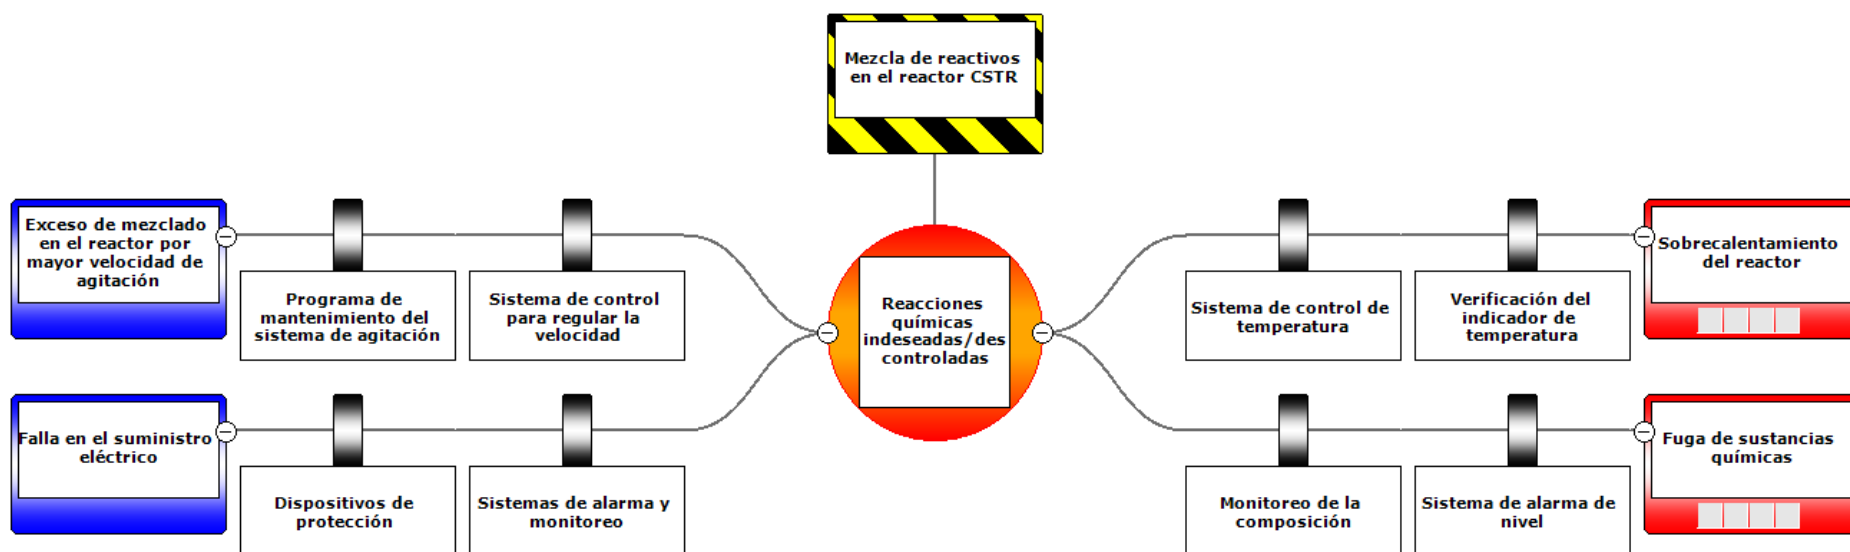 Mezcla de reactivos
en el reactor CSTR
Exceso de mezclado
en el reactor por
mayor velocidad de
agitación
Programa de
mantenimiento del
sistema de agitación
Sistema de control
para regular la
velocidad
Reacciones
químicas
indeseadas/des
controladas
Sistema de control de
temperatura
Verificación del
indicador de
temperatura
Sobrecalentamiento
del reactor
Falla en el suministro
eléctrico
Dispositivos de
protección
Sistemas de alarma y
monitoreo
Monitoreo de la
composición
Sistema de alarma de
nivel
Fuga de sustancias
químicas